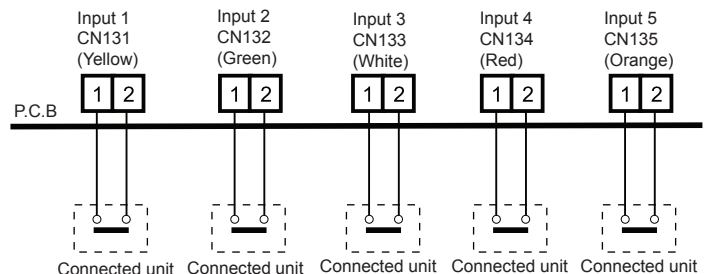 Input 1
CN131
(Yellow)
Input 2
CN132
(Green)
Input 3
CN133
(White)
Input 4
CN134
(Red)
Input 5
CN135
(Orange)
1 2
1 2
1 2
1 2
1 2
P.C.B
Connected unit
Connected unit
Connected unit
Connected unit
Connected unit